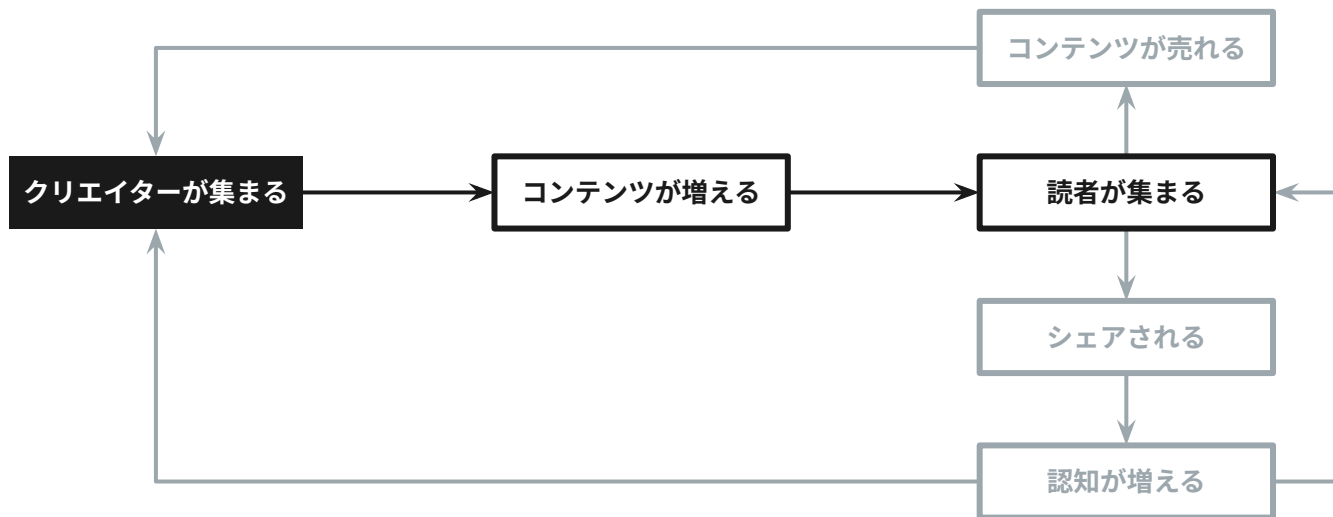 コンテンツが売れる
クリエイターが集まる
コンテンツが増える
読者が集まる
シェアされる
認知が増える